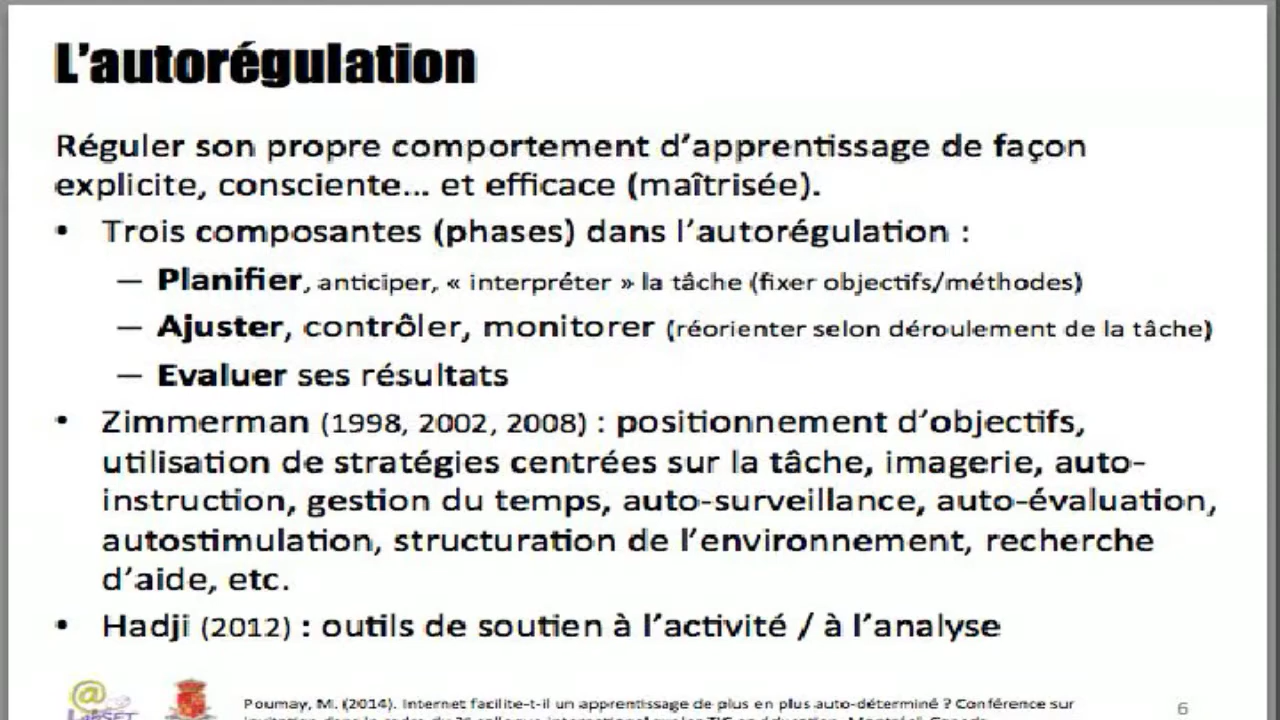 L’autorégulation
Réguler son propre comportement d’apprentissage de façon
explicite, consciente... et efficace (maîtrisée).
• Trois composantes (phases) dans l’autorégulation :
— Planifier, anticiper, « interpréter » la tâche (fixer objectifs/méthodes)
— Ajuster, contrôler, monitorer (réorienter selon déroulement de la tâche)
— Evaluer ses résultats
• Zimmerman (1998, 2002, 2008) : positionnement d’objectifs,
utilisation de stratégies centrées sur la tâche, imagerie, auto-
instruction, gestion du temps, auto-surveillance, auto-évaluation,
autostimulation, structuration de l’environnement, recherche
d’aide, etc.
• Hadji (2012) : outils de soutien à l’activité / à l’analyse
@
LabSET
Poumay, M. (2014). Internet facilite-t-il un apprentissage de plus en plus auto-déterminé ? Conférence sur
invitation dans le cadre du 2e colloque international sur les TIC en éducation, Montréal, Canada
6